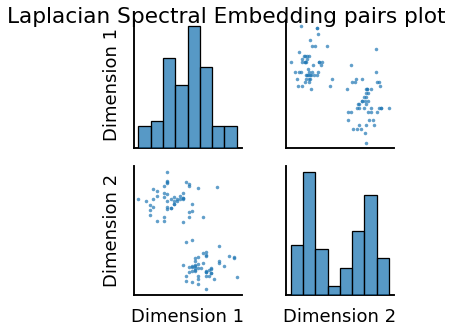 Laplacian Spectral Embedding pairs plot
Dimension 1
Dimension 2
Dimension 1
Dimension 2